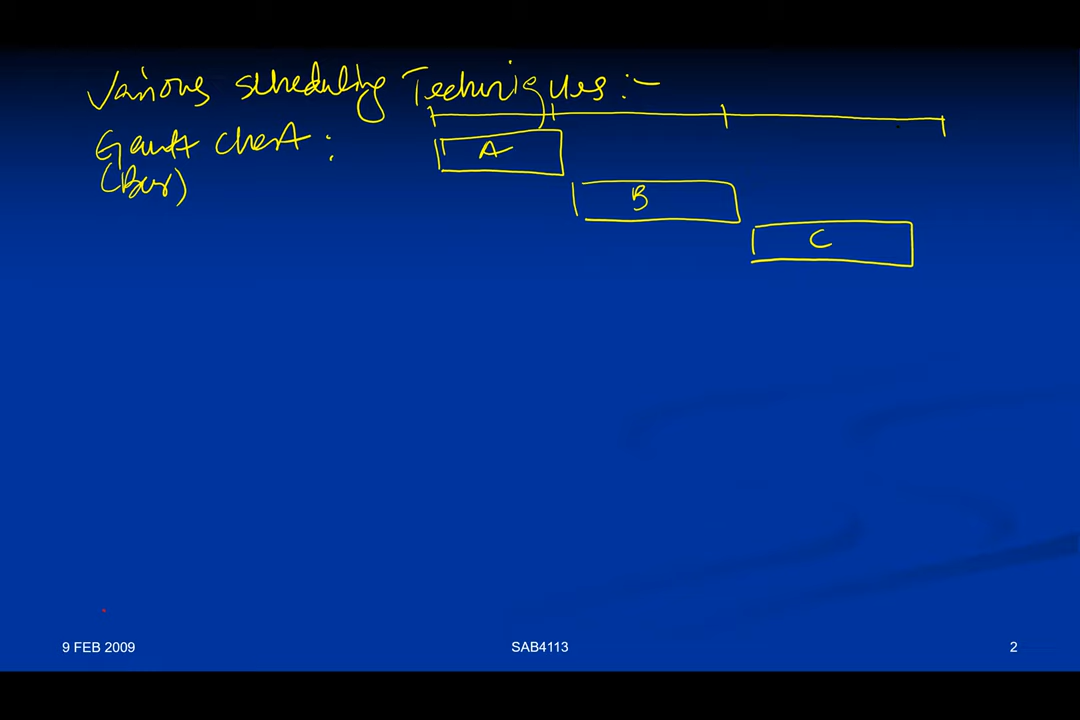 Various scheduling Techniques :-
Gantt Chart :
(Bar)
A
B
C
9 FEB 2009
SAB4113
2